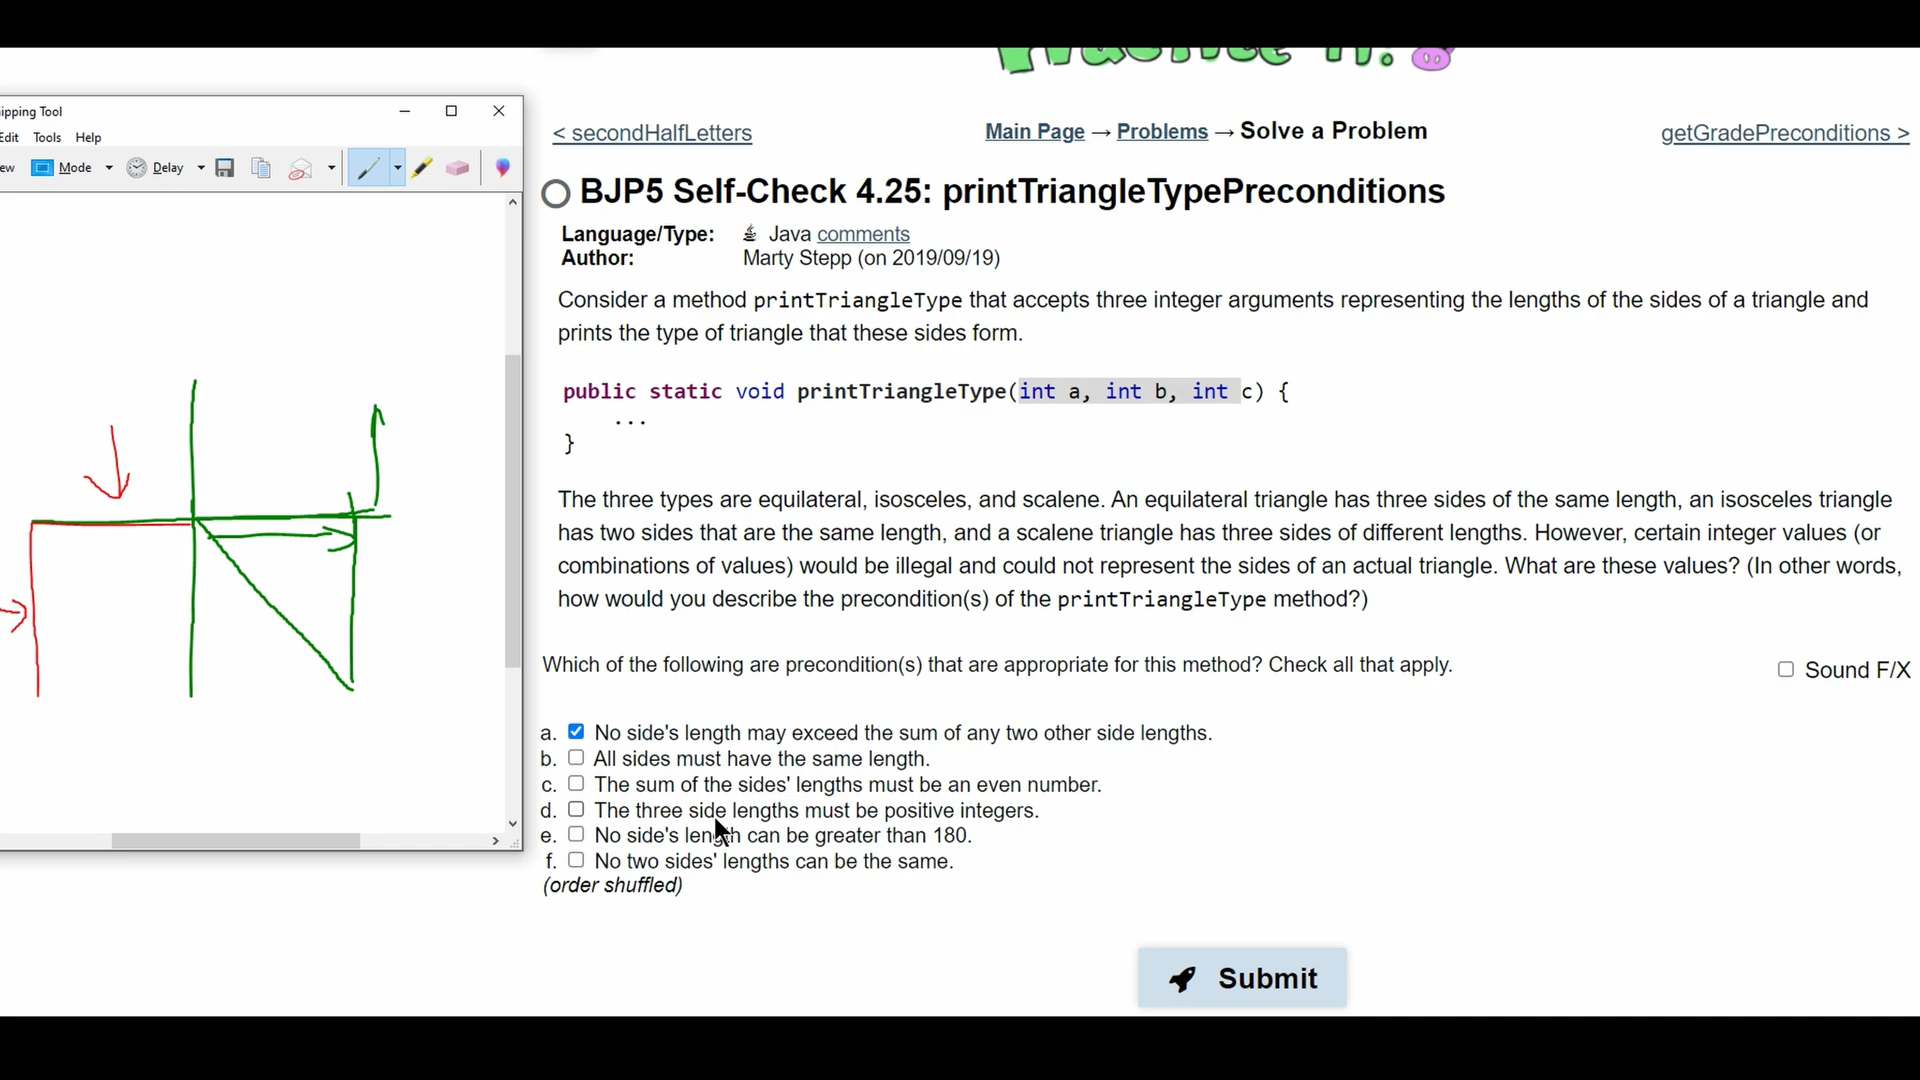 Practice It!
ipping Tool
Edit Tools Help
ew Mode Delay
< secondHalfLetters
Main Page → Problems → Solve a Problem
getGradePreconditions >
BJP5 Self-Check 4.25: printTriangleTypePreconditions
Language/Type: Java comments
Author: Marty Stepp (on 2019/09/19)
Consider a method printTriangleType that accepts three integer arguments representing the lengths of the sides of a triangle and
prints the type of triangle that these sides form.
public static void printTriangleType(int a, int b, int c) {
...
}
The three types are equilateral, isosceles, and scalene. An equilateral triangle has three sides of the same length, an isosceles triangle
has two sides that are the same length, and a scalene triangle has three sides of different lengths. However, certain integer values (or
combinations of values) would be illegal and could not represent the sides of an actual triangle. What are these values? (In other words,
how would you describe the precondition(s) of the printTriangleType method?)
Which of the following are precondition(s) that are appropriate for this method? Check all that apply.
Sound F/X
a. No side's length may exceed the sum of any two other side lengths.
b. All sides must have the same length.
c. The sum of the sides' lengths must be an even number.
d. The three side lengths must be positive integers.
e. No side's length can be greater than 180.
f. No two sides' lengths can be the same.
(order shuffled)
Submit